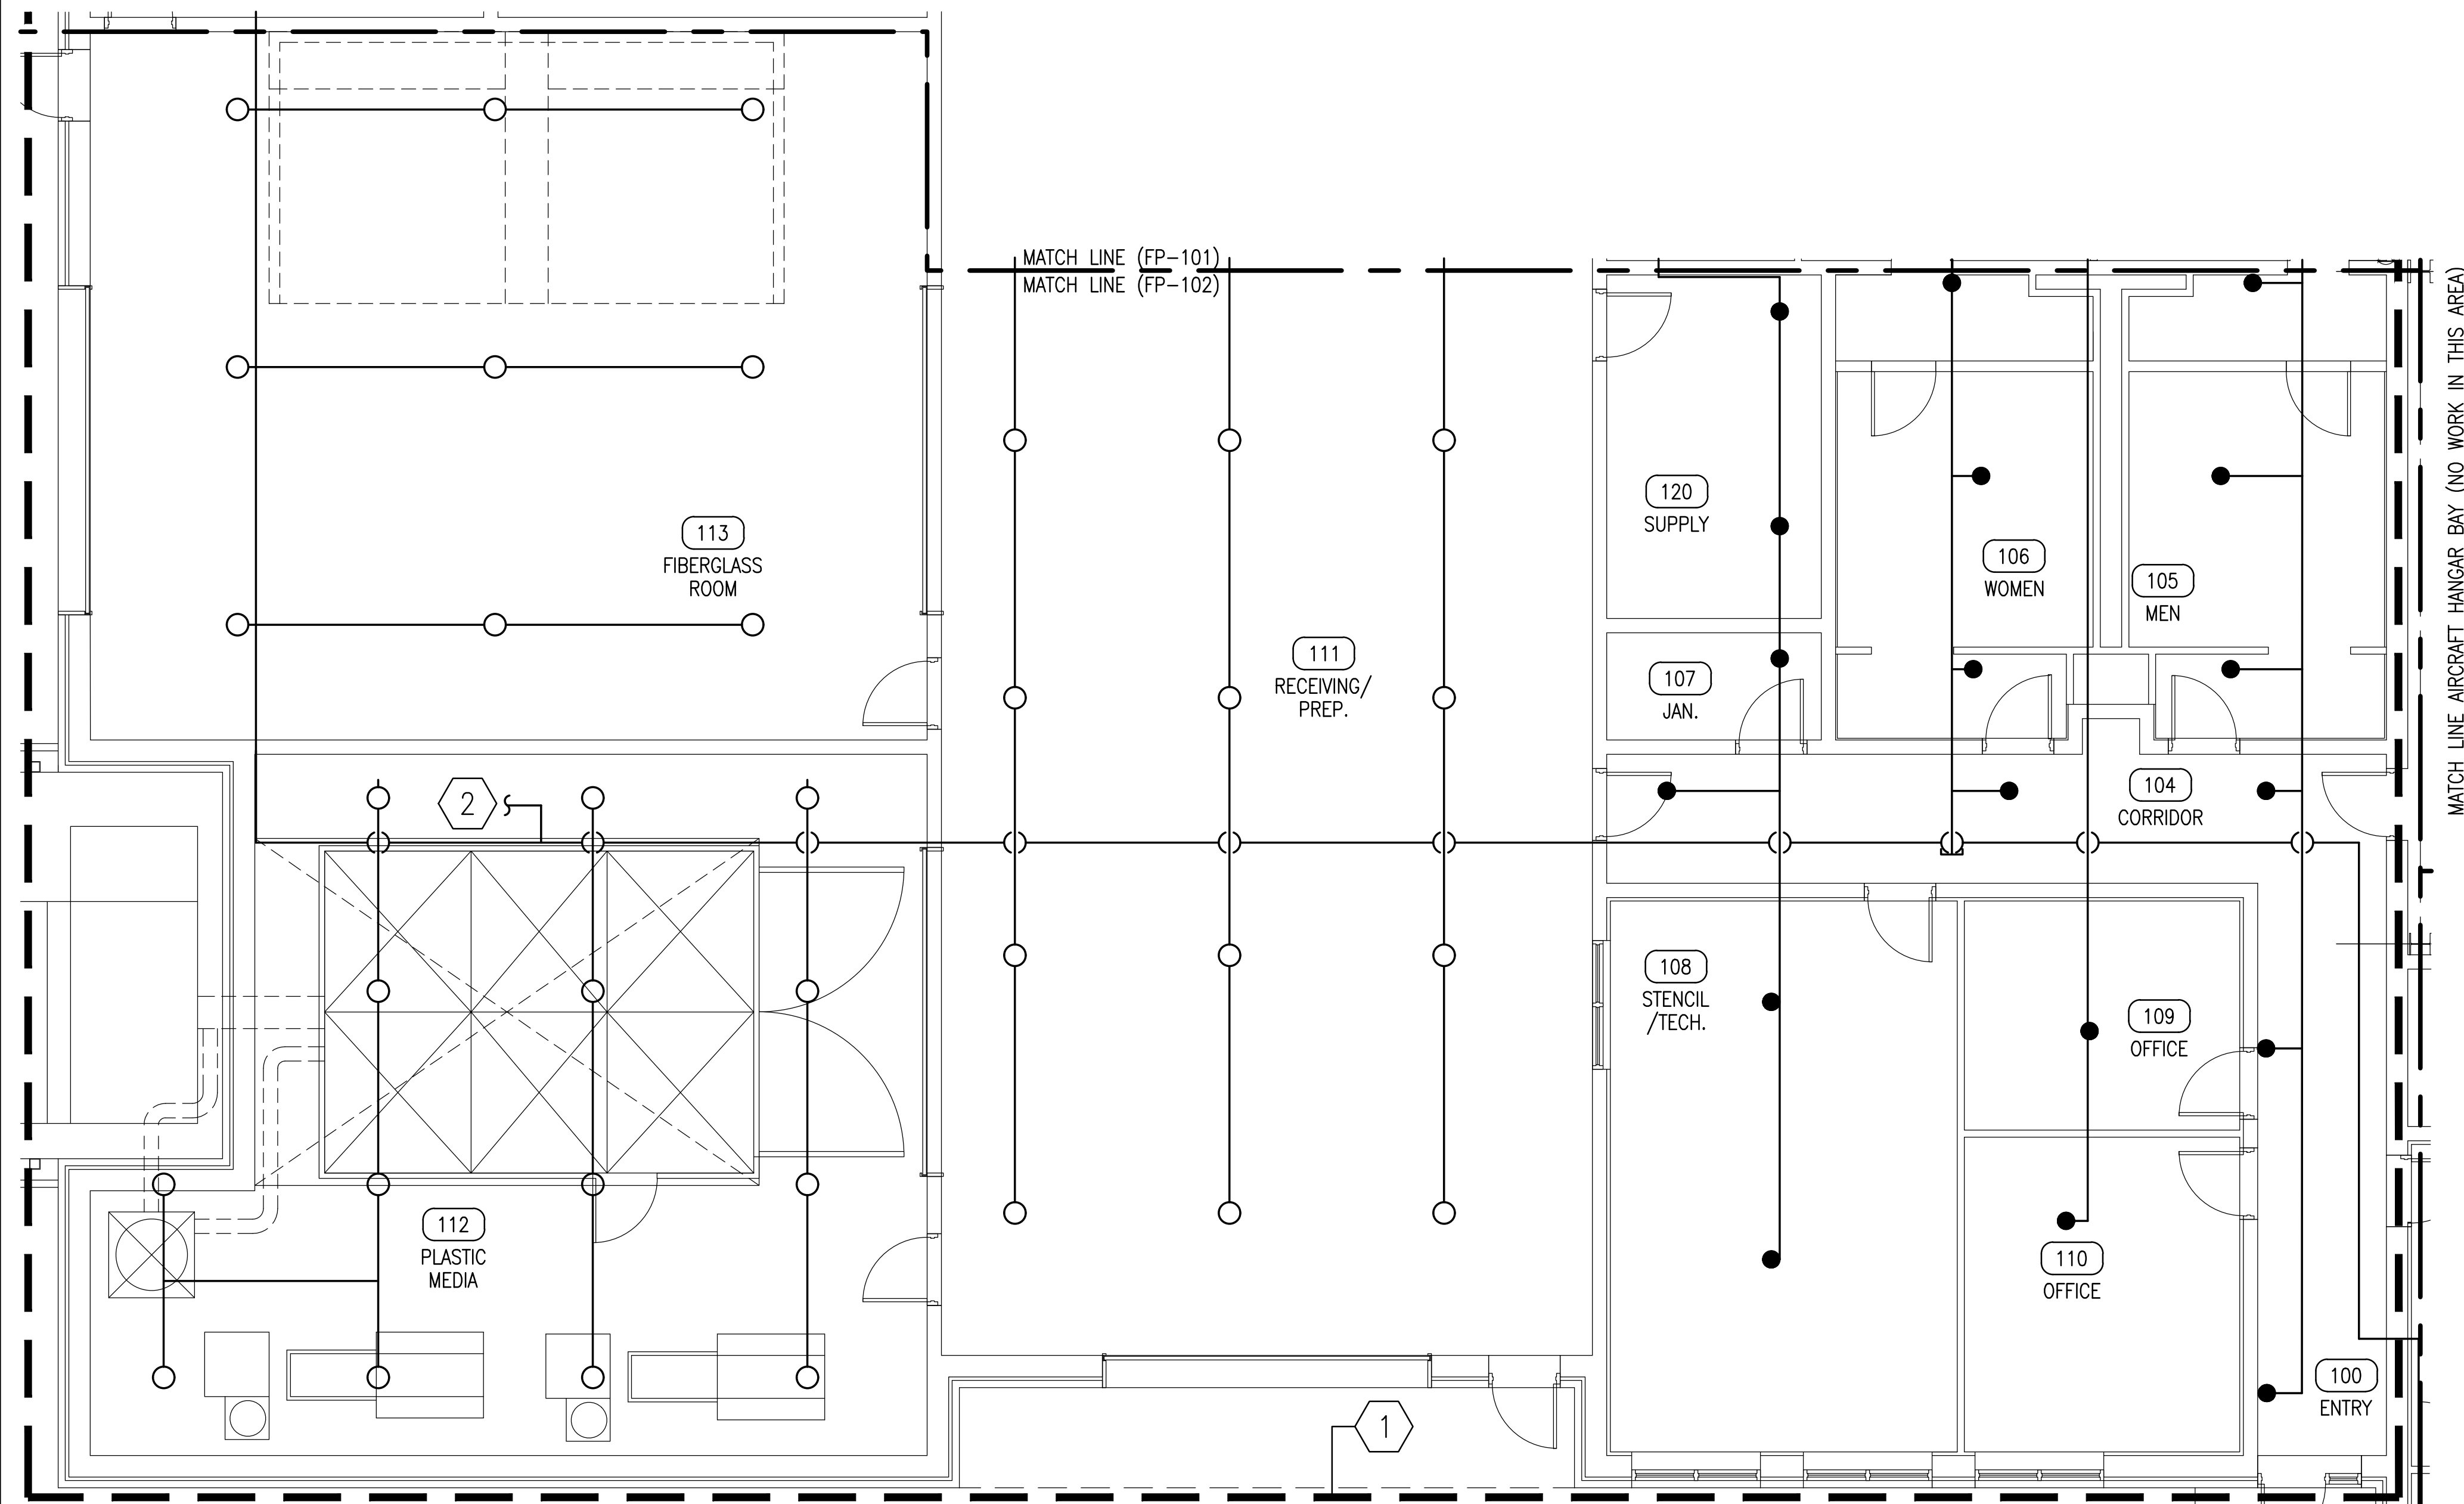 MATCH LINE (FP-101)
MATCH LINE (FP-102)
MATCH LINE AIRCRAFT HANGAR BAY (NO WORK IN THIS AREA)
120
SUPPLY
113
FIBERGLASS
ROOM
106
WOMEN
105
MEN
111
RECEIVING/
PREP.
107
JAN.
2
104
CORRIDOR
108
STENCIL
/TECH.
109
OFFICE
112
PLASTIC
MEDIA
110
OFFICE
100
ENTRY
1